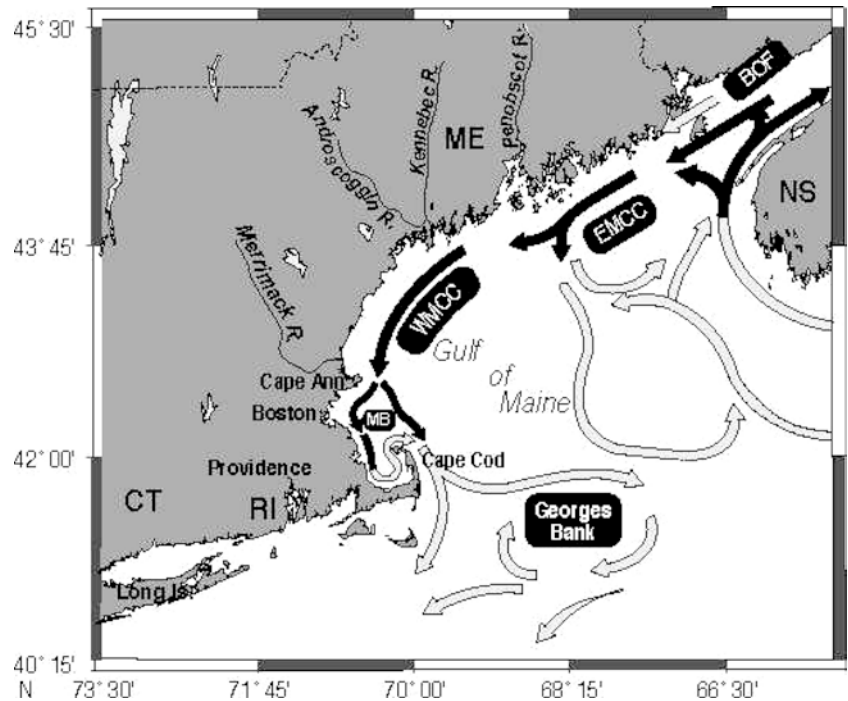 45°30'
43°45'
42°00'
40°15'
N
73°30'
71°45'
70°00'
68°15'
66°30'
Androscoggin R.
Kennebec R.
penobscot R.
ME
BOF
NS
EMCC
WMCC
Merrimack R.
Gulf
of
Maine
Cape Ann
Boston
MB
Cape Cod
Providence
CT
RI
Georges
Bank
Long Is.